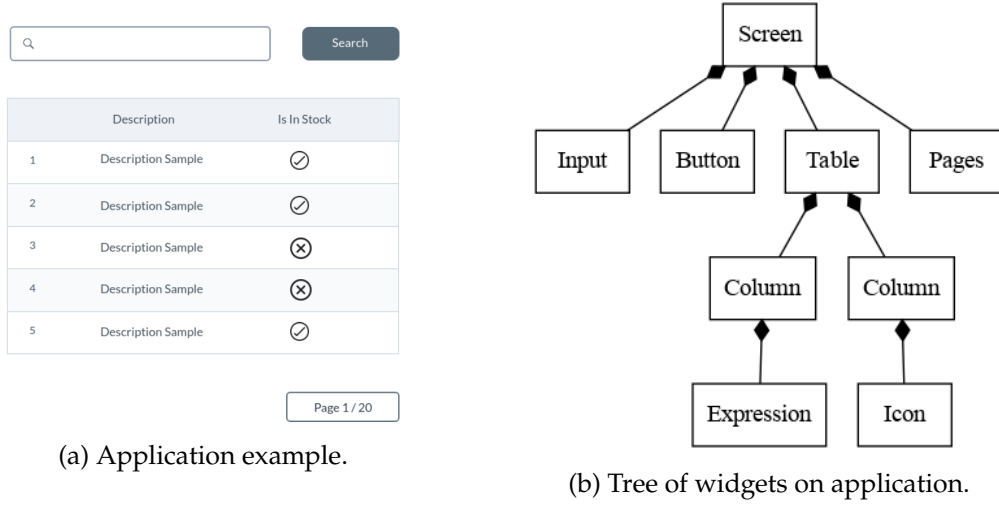 Search
Description Is In Stock
1 Description Sample
2 Description Sample
3 Description Sample
4 Description Sample
5 Description Sample
Page 1 / 20
(a) Application example.
Screen
Input Button Table Pages
Column Column
Expression Icon
(b) Tree of widgets on application.